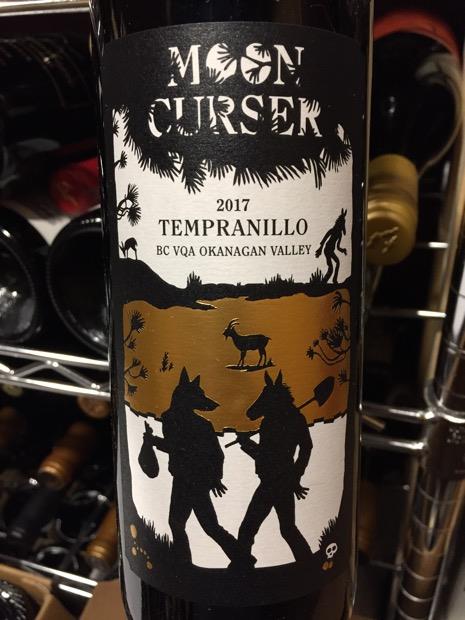 MOON
CURSER
2017
TEMPRANILLO
BC VQA OKANAGAN VALLEY